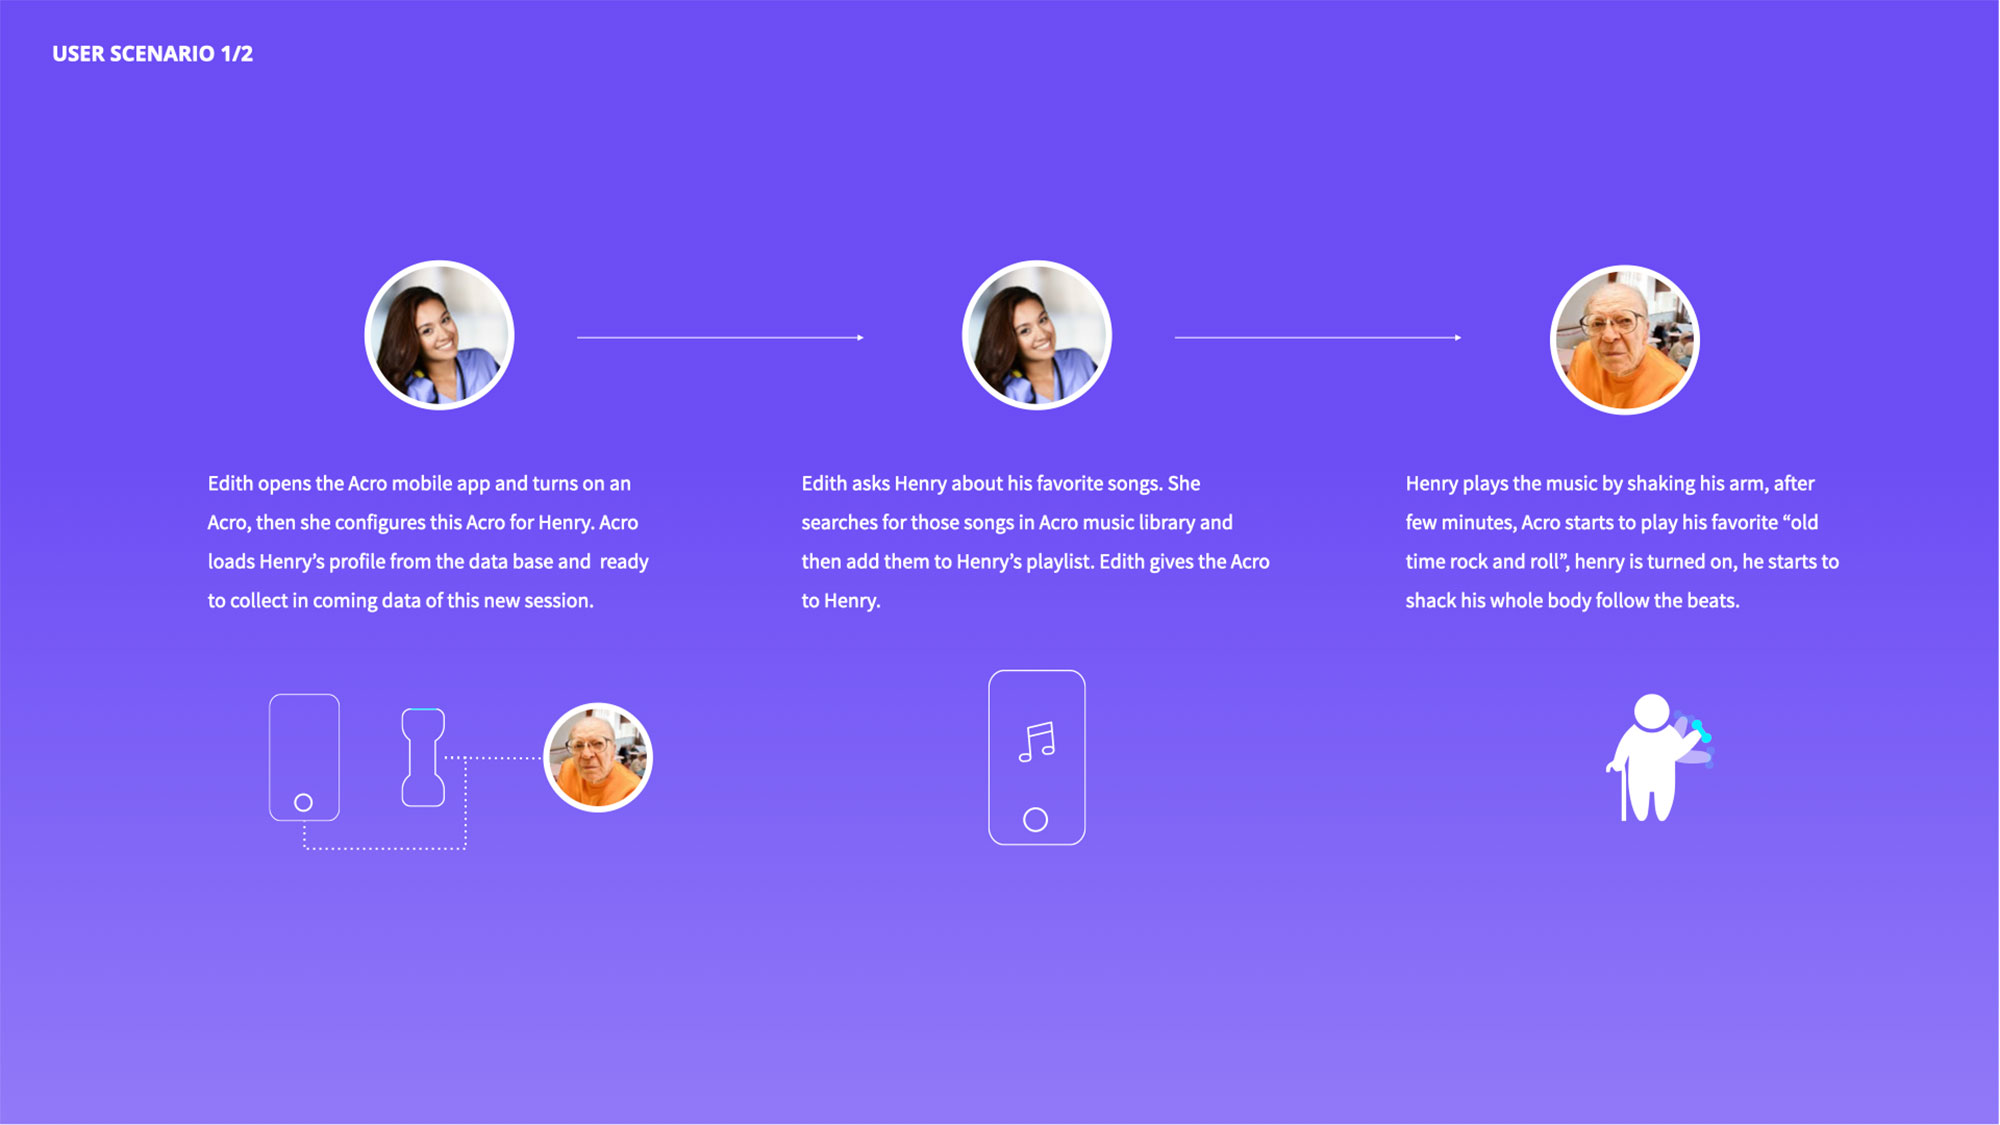 USER SCENARIO 1/2
Edith opens the Acro mobile app and turns on an
Acro, then she configures this Acro for Henry. Acro
loads Henry’s profile from the data base and  ready
to collect in coming data of this new session.
Edith asks Henry about his favorite songs. She
searches for those songs in Acro music library and
then add them to Henry’s playlist. Edith gives the Acro
to Henry.
Henry plays the music by shaking his arm, after
few minutes, Acro starts to play his favorite “old
time rock and roll”, henry is turned on, he starts to
shack his whole body follow the beats.